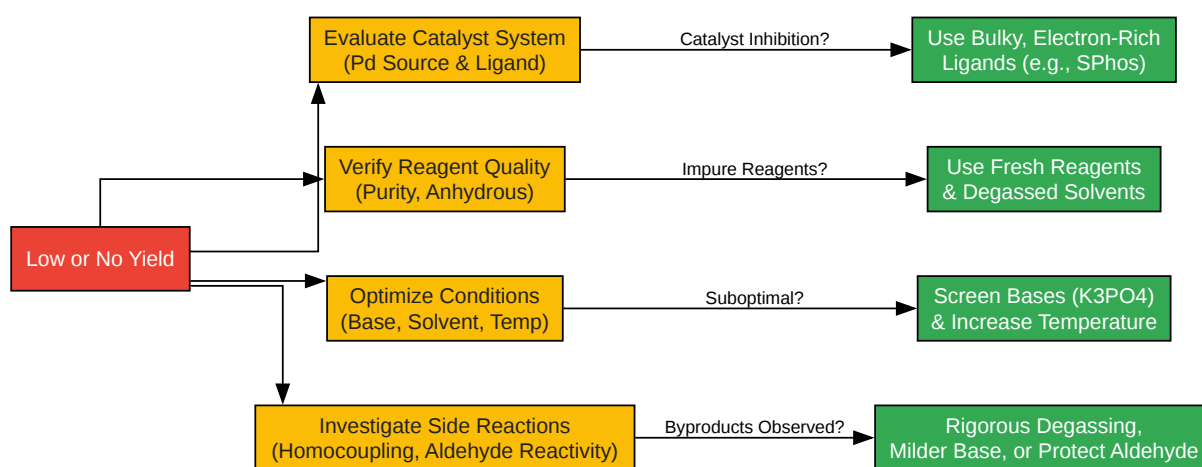 Evaluate Catalyst System
(Pd Source & Ligand)
Catalyst Inhibition?
Use Bulky, Electron-Rich
Ligands (e.g., SPhos)
Verify Reagent Quality
(Purity, Anhydrous)
Impure Reagents?
Use Fresh Reagents
& Degassed Solvents
Low or No Yield
Optimize Conditions
(Base, Solvent, Temp)
Suboptimal?
Screen Bases (K3PO4)
& Increase Temperature
Investigate Side Reactions
(Homocoupling, Aldehyde Reactivity)
Byproducts Observed?
Rigorous Degassing,
Milder Base, or Protect Aldehyde